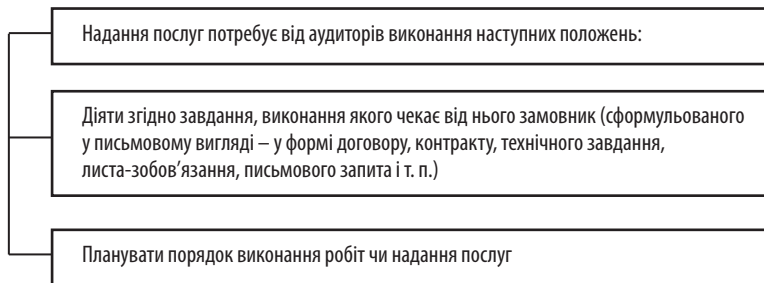 Надання послуг потребує від аудиторів виконання наступних положень:
Діяти згідно завдання, виконання якого чекає від нього замовник (сформульованого
у письмовому вигляді – у формі договору, контракту, технічного завдання,
листа-зобов’язання, письмового запита і т. п.)
Планувати порядок виконання робіт чи надання послуг